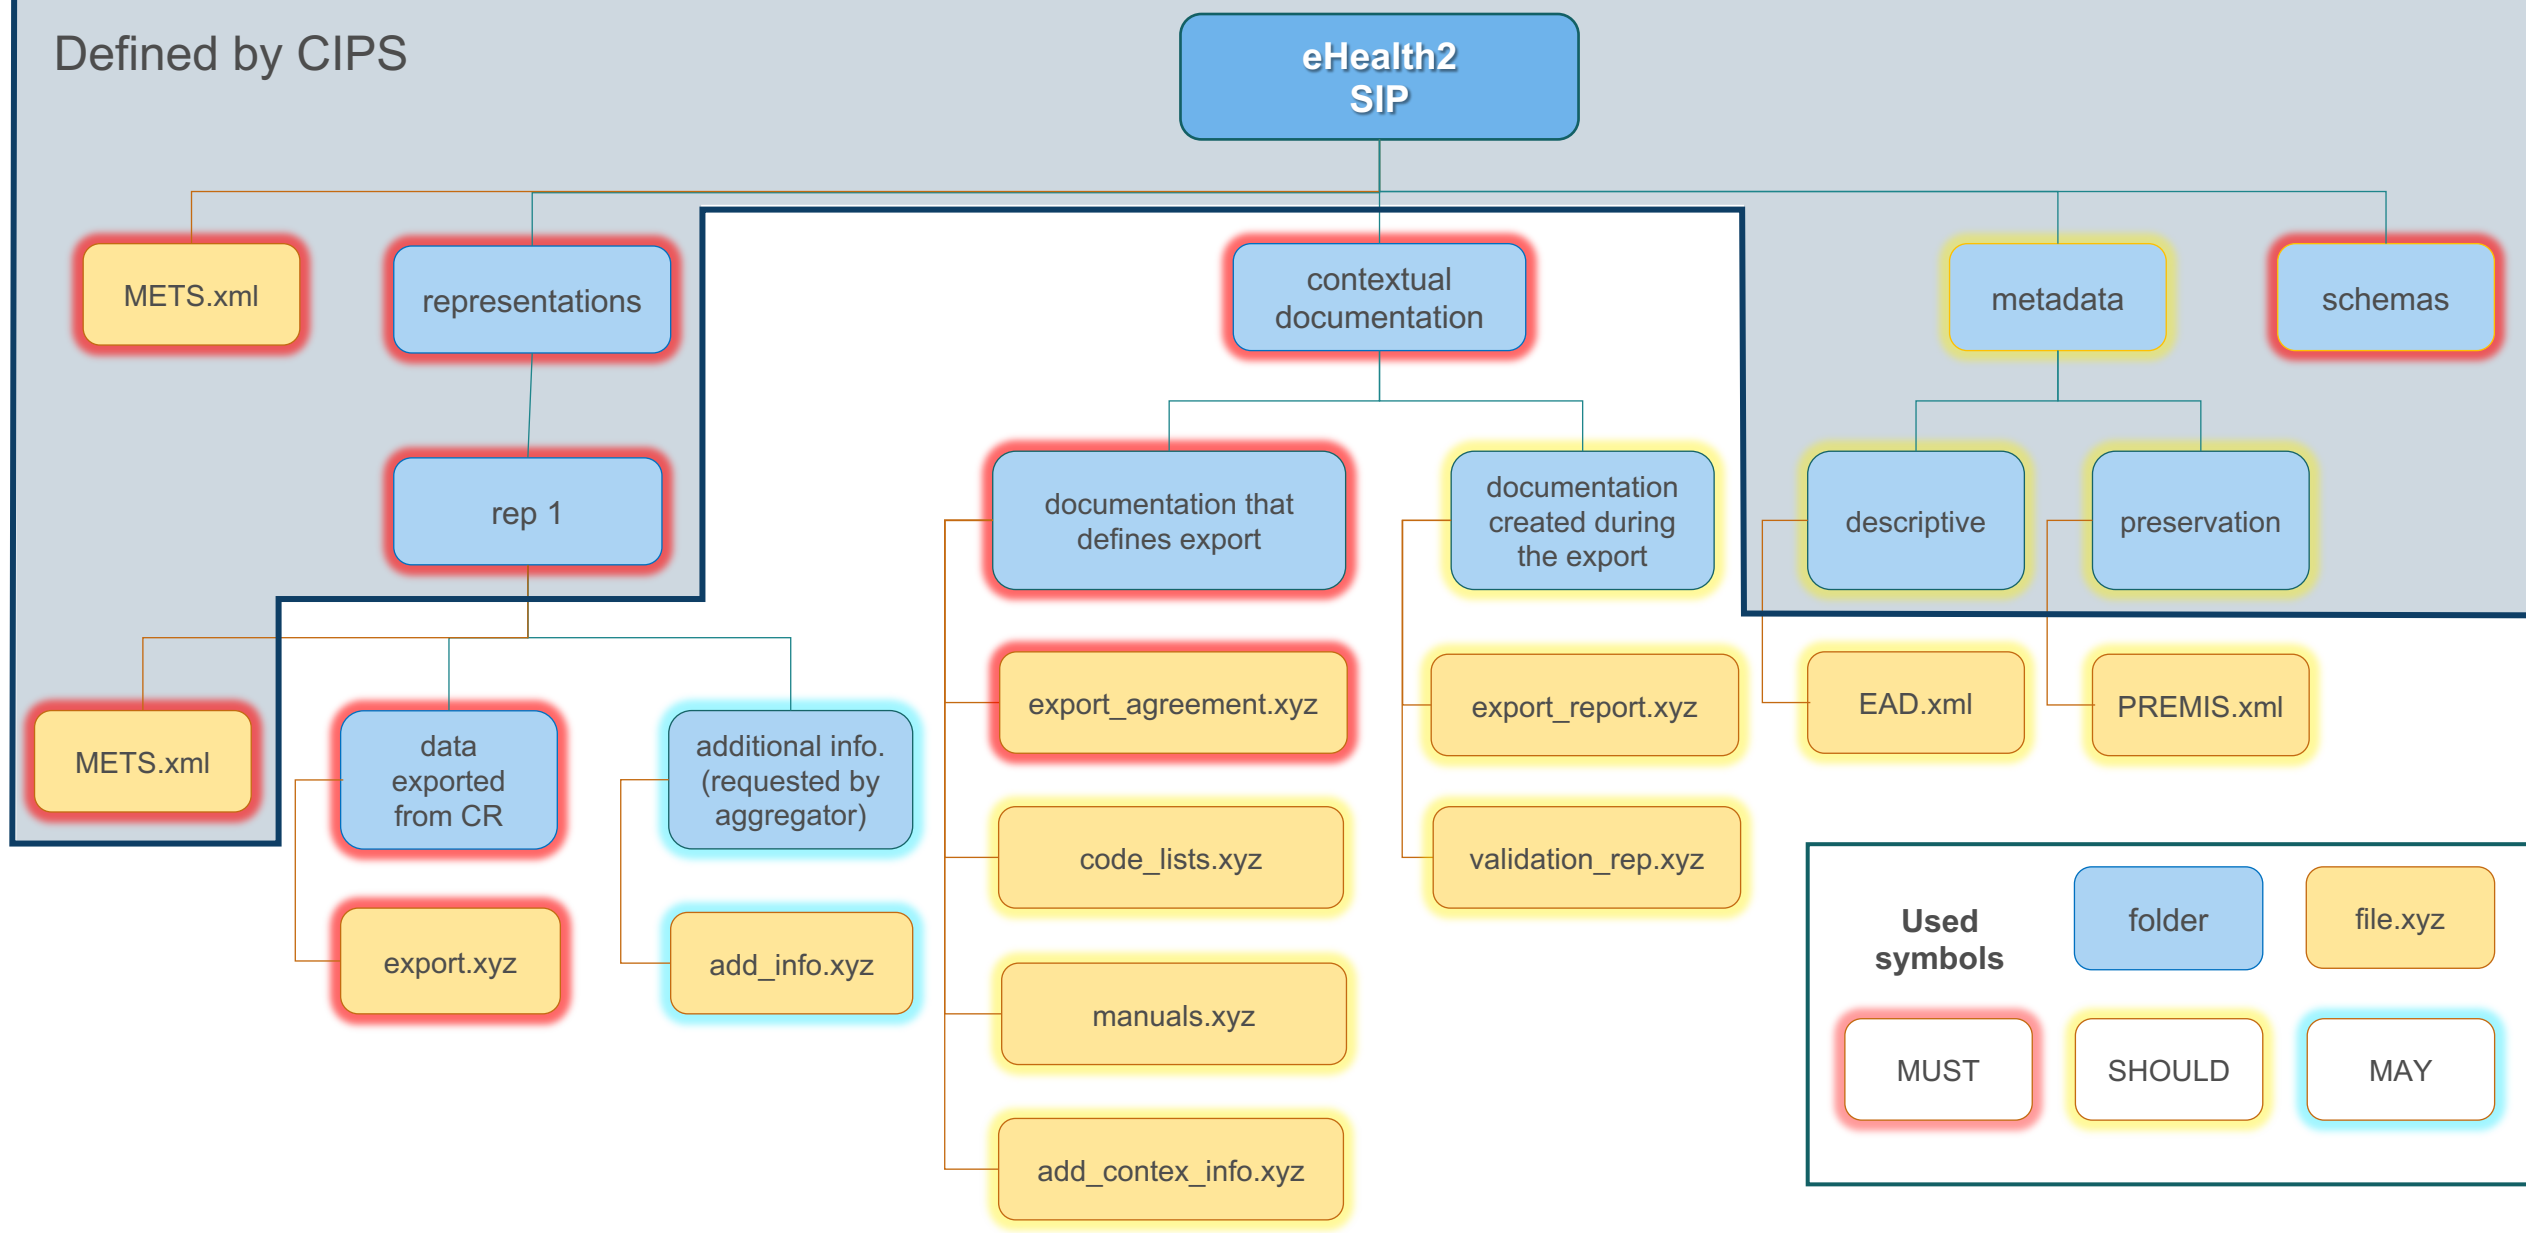 Defined by CIPS
eHealth2
SIP
METS.xml
representations
contextual
documentation
metadata
schemas
rep 1
documentation that
defines export
documentation
created during
the export
descriptive
preservation
METS.xml
data
exported
from CR
additional info.
(requested by
aggregator)
export_agreement.xyz
export_report.xyz
EAD.xml
PREMIS.xml
code_lists.xyz
validation_rep.xyz
export.xyz
add_info.xyz
manuals.xyz
add_contex_info.xyz
Used
symbols
folder
file.xyz
MUST
SHOULD
MAY